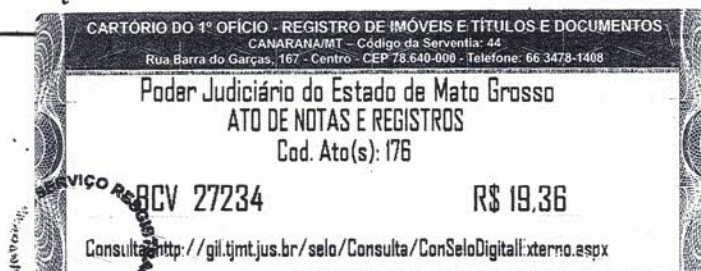 CARTÓRIO DO 1º OFÍCIO - REGISTRO DE IMÓVEIS E TÍTULOS E DOCUMENTOS
CANARANA/MT - Código da Serventia: 44
Rua Barra do Garças, 167 - Centro - CEP 78.640-000 - Telefone: 66 3478-1408
Poder Judiciário do Estado de Mato Grosso
ATO DE NOTAS E REGISTROS
Cod. Ato(s): 176
BCV 27234 R$ 19,36
SERVIÇO
Consulta: http://gil.tjmt.jus.br/selo/Consulta/ConSeloDigitalExterno.aspx